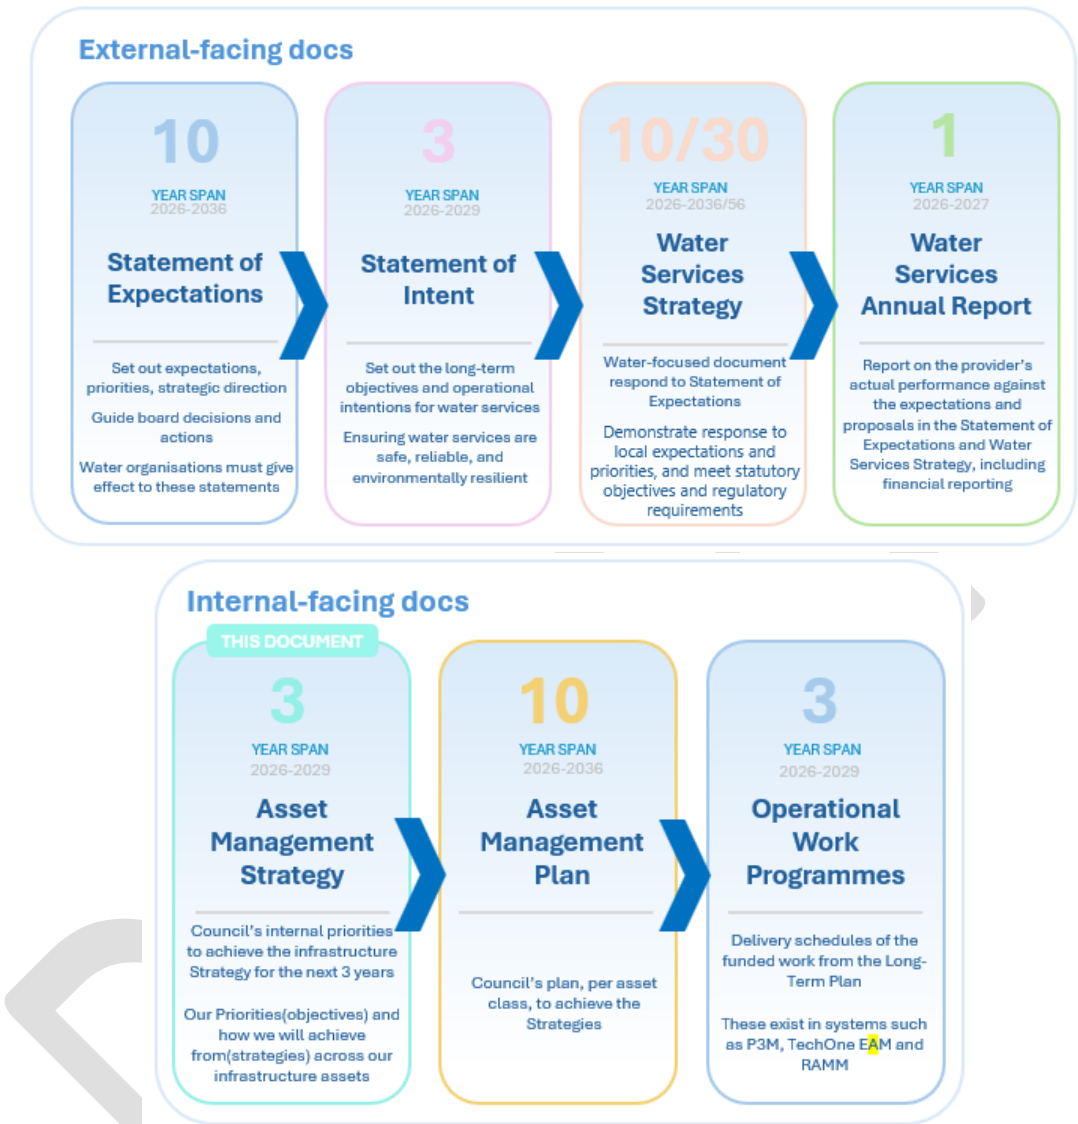 External-facing docs
10
YEAR SPAN
2026-2036
Statement of
Expectations
Set out expectations,
priorities, strategic direction
Guide board decisions and
actions
Water organisations must give
effect to these statements
3
YEAR SPAN
2026-2029
Statement of
Intent
Set out the long-term
objectives and operational
intentions for water services
Ensuring water services are
safe, reliable, and
environmentally resilient
10/30
YEAR SPAN
2026-2036/56
Water
Services
Strategy
Water-focused document
respond to Statement of
Expectations
Demonstrate response to
local expectations and
priorities, and meet statutory
objectives and regulatory
requirements
1
YEAR SPAN
2026-2027
Water
Services
Annual Report
Report on the provider's
actual performance against
the expectations and
proposals in the Statement of
Expectations and Water
Services Strategy, including
financial reporting
Internal-facing docs
THIS DOCUMENT
3
YEAR SPAN
2026-2029
Asset
Management
Strategy
Council's internal priorities
to achieve the infrastructure
Strategy for the next 3 years
Our Priorities(objectives) and
how we will achieve
from(strategies) across our
infrastructure assets
10
YEAR SPAN
2026-2036
Asset
Management
Plan
Council's plan, per asset
class, to achieve the
Strategies
3
YEAR SPAN
2026-2029
Operational
Work
Programmes
Delivery schedules of the
funded work from the Long-
Term Plan
These exist in systems such
as P3M, TechOne EAM and
RAMM